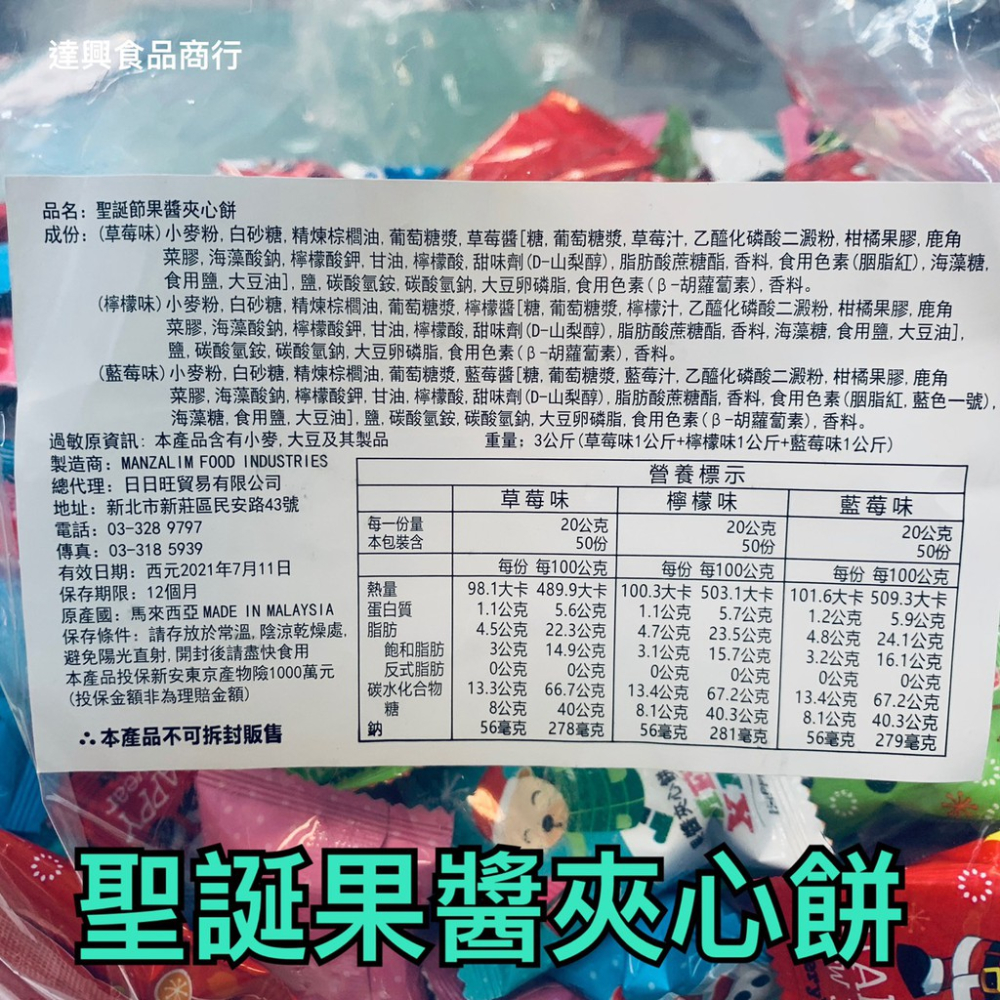 達興食品商行
品名: 聖誕節果醬夾心餅
成份: (草莓味)小麥粉, 白砂糖, 精煉棕櫚油, 葡萄糖漿, 草莓醬[糖, 葡萄糖漿, 草莓汁, 乙醯化磷酸二澱粉, 柑橘果膠, 鹿角
菜膠, 海藻酸鈉, 檸檬酸鉀, 甘油, 檸檬酸, 甜味劑(D-山梨醇), 脂肪酸蔗糖酯, 香料, 食用色素(胭脂紅), 海藻糖,
食用鹽, 大豆油], 鹽, 碳酸氫銨, 碳酸氫鈉, 大豆卵磷脂, 食用色素(β-胡蘿蔔素), 香料。
(檸檬味)小麥粉, 白砂糖, 精煉棕櫚油, 葡萄糖漿, 檸檬醬[糖, 葡萄糖漿, 檸檬汁, 乙醯化磷酸二澱粉, 柑橘果膠, 鹿角
菜膠, 海藻酸鈉, 檸檬酸鉀, 甘油, 檸檬酸, 甜味劑(D-山梨醇), 脂肪酸蔗糖酯, 香料, 海藻糖, 食用鹽, 大豆油],
鹽, 碳酸氫銨, 碳酸氫鈉, 大豆卵磷脂, 食用色素(β-胡蘿蔔素), 香料。
(藍莓味)小麥粉, 白砂糖, 精煉棕櫚油, 葡萄糖漿, 藍莓醬[糖, 葡萄糖漿, 藍莓汁, 乙醯化磷酸二澱粉, 柑橘果膠, 鹿角
菜膠, 海藻酸鈉, 檸檬酸鉀, 甘油, 檸檬酸, 甜味劑(D-山梨醇), 脂肪酸蔗糖酯, 香料, 食用色素(胭脂紅, 藍色一號),
海藻糖, 食用鹽, 大豆油], 鹽, 碳酸氫銨, 碳酸氫鈉, 大豆卵磷脂, 食用色素(β-胡蘿蔔素), 香料。
過敏原資訊: 本產品含有小麥, 大豆及其製品 重量: 3公斤(草莓味1公斤+檸檬味1公斤+藍莓味1公斤)
製造商: MANZALIM FOOD INDUSTRIES
總代理: 日日旺貿易有限公司
地址: 新北市新莊區民安路43號
電話: 03-328 9797
傳真: 03-318 5939
有效日期: 西元2021年7月11日
保存期限: 12個月
原產國: 馬來西亞 MADE IN MALAYSIA
保存條件: 請存放於常溫, 陰涼乾燥處,
避免陽光直射, 開封後請盡快食用
本產品投保新安東京產物險1000萬元
(投保金額非為理賠金額)
∴本產品不可拆封販售
營養標示
草莓味 檸檬味 藍莓味
每一份量 20公克 20公克 20公克
本包裝含 50份 50份 50份
每份 每100公克 每份 每100公克 每份 每100公克
熱量 98.1大卡 489.9大卡 100.3大卡 503.1大卡 101.6大卡 509.3大卡
蛋白質 1.1公克 5.6公克 1.1公克 5.7公克 1.2公克 5.9公克
脂肪 4.5公克 22.3公克 4.7公克 23.5公克 4.8公克 24.1公克
飽和脂肪 3公克 14.9公克 3.1公克 15.7公克 3.2公克 16.1公克
反式脂肪 0公克 0公克 0公克 0公克 0公克 0公克
碳水化合物 13.3公克 66.7公克 13.4公克 67.2公克 13.4公克 67.2公克
糖 8公克 40公克 8.1公克 40.3公克 8.1公克 40.3公克
鈉 56毫克 278毫克 56毫克 281毫克 56毫克 279毫克
聖誕果醬夾心餅